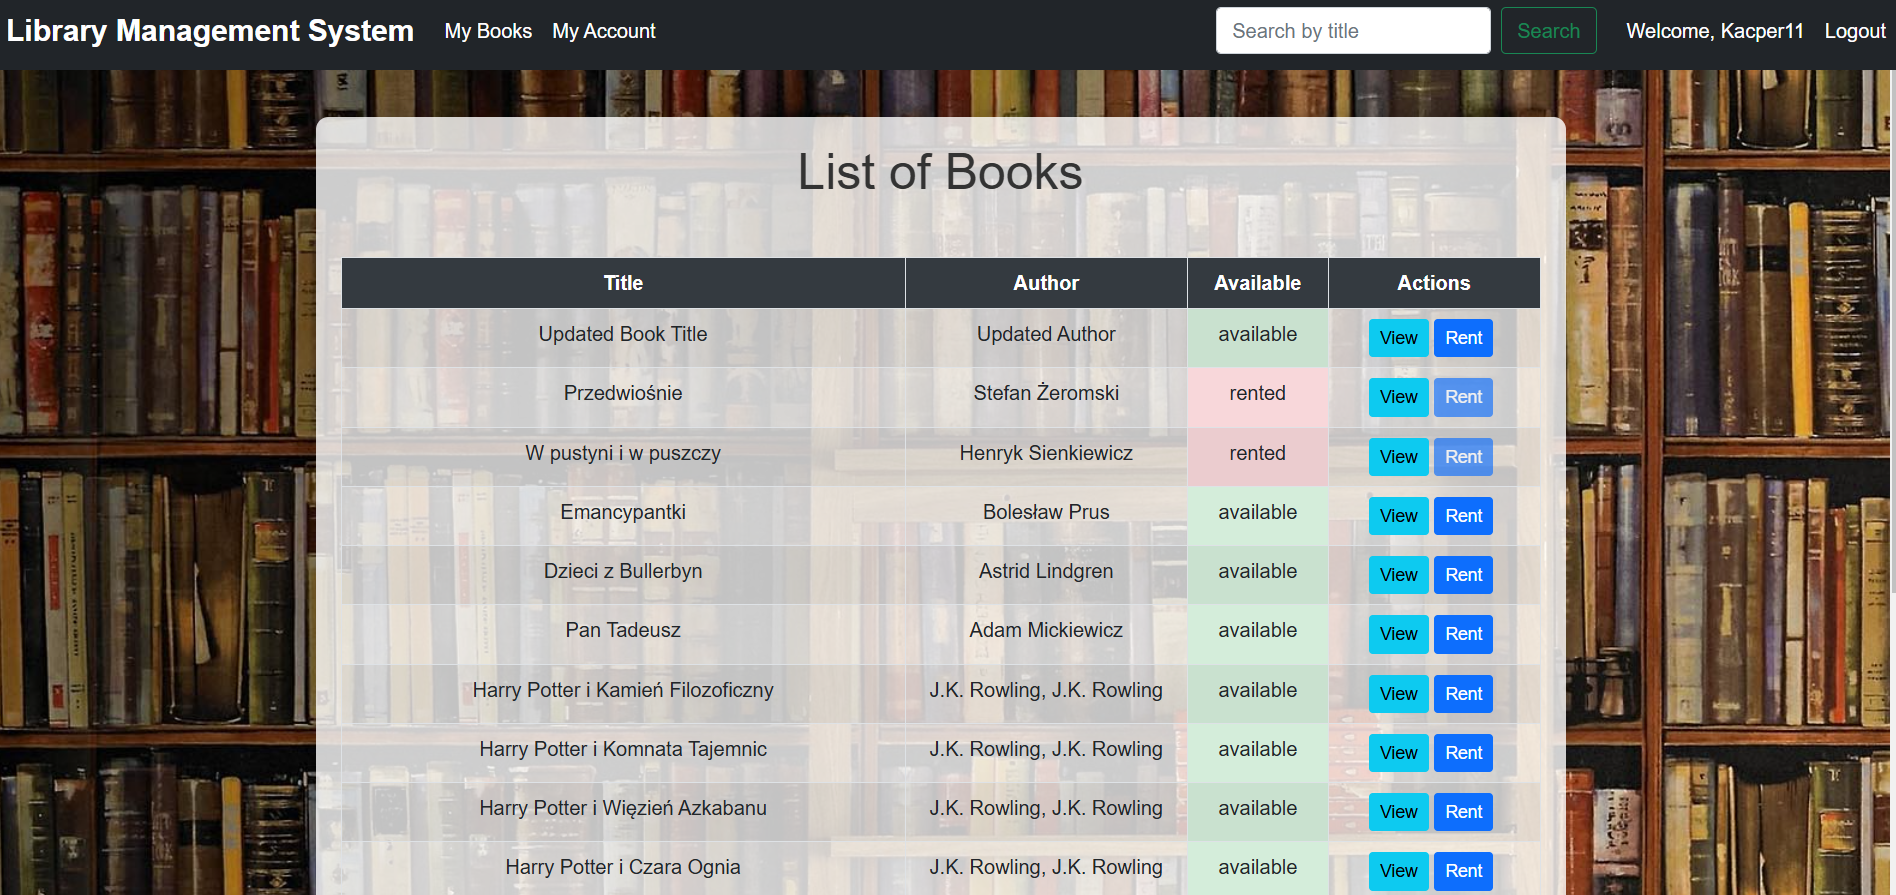 Library Management System My Books My Account Search by title Search Welcome, Kacper11 Logout
List of Books
Title Author Available Actions
Updated Book Title Updated Author available View Rent
Przedwiośnie Stefan Żeromski rented View Rent
W pustyni i w puszczy Henryk Sienkiewicz rented View Rent
Emancypantki Bolesław Prus available View Rent
Dzieci z Bullerbyn Astrid Lindgren available View Rent
Pan Tadeusz Adam Mickiewicz available View Rent
Harry Potter i Kamień Filozoficzny J.K. Rowling, J.K. Rowling available View Rent
Harry Potter i Komnata Tajemnic J.K. Rowling, J.K. Rowling available View Rent
Harry Potter i Więzień Azkabanu J.K. Rowling, J.K. Rowling available View Rent
Harry Potter i Czara Ognia J.K. Rowling, J.K. Rowling available View Rent